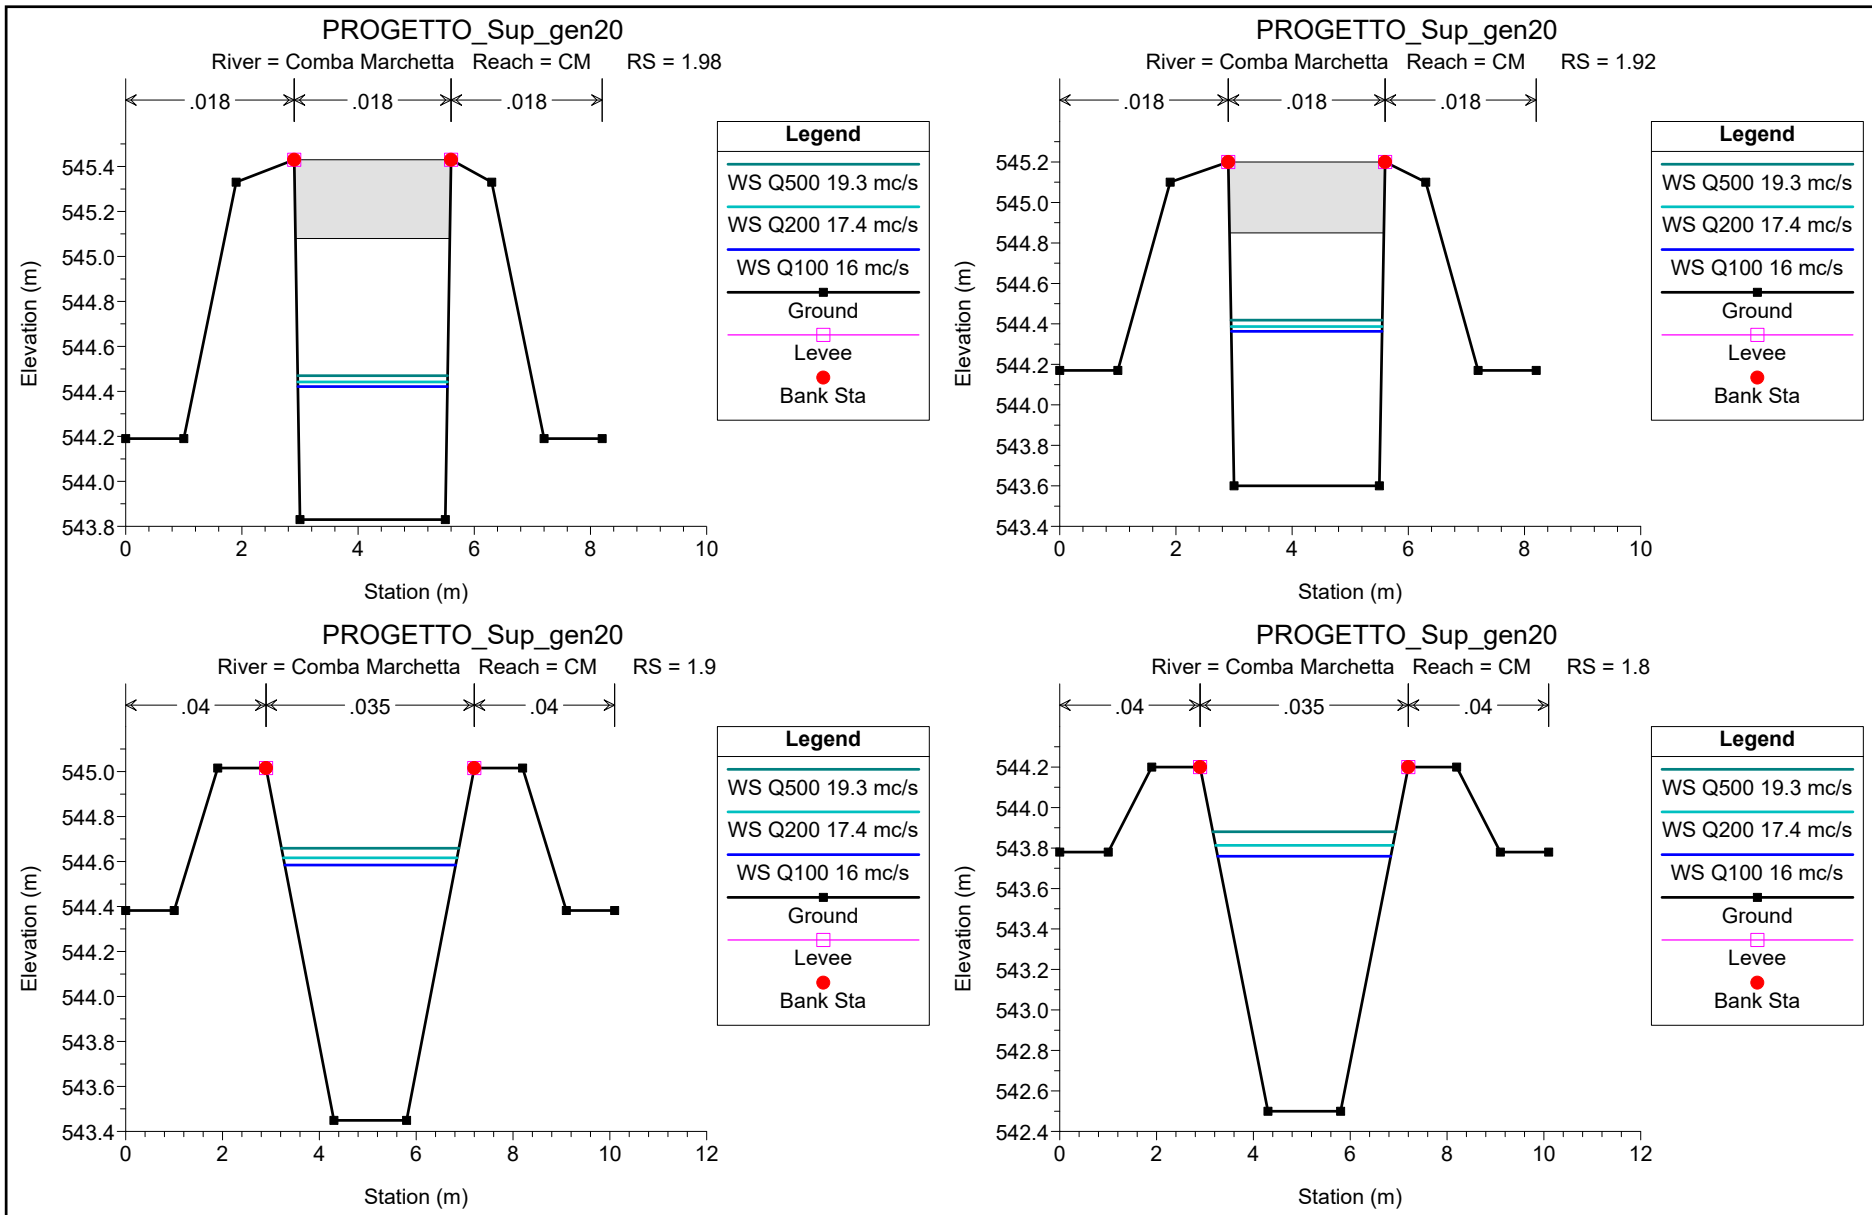 PROGETTO_Sup_gen20
River = Comba Marchetta Reach = CM RS = 1.98
.018 .018 .018
Elevation (m)
545.4
545.2
545.0
544.8
544.6
544.4
544.2
544.0
543.8
0 2 4 6 8 10
Station (m)
Legend
WS Q500 19.3 mc/s
WS Q200 17.4 mc/s
WS Q100 16 mc/s
Ground
Levee
Bank Sta
PROGETTO_Sup_gen20
River = Comba Marchetta Reach = CM RS = 1.92
.018 .018 .018
Elevation (m)
545.2
545.0
544.8
544.6
544.4
544.2
544.0
543.8
543.6
543.4
0 2 4 6 8 10
Station (m)
Legend
WS Q500 19.3 mc/s
WS Q200 17.4 mc/s
WS Q100 16 mc/s
Ground
Levee
Bank Sta
PROGETTO_Sup_gen20
River = Comba Marchetta Reach = CM RS = 1.9
.04 .035 .04
Elevation (m)
545.0
544.8
544.6
544.4
544.2
544.0
543.8
543.6
543.4
0 2 4 6 8 10 12
Station (m)
Legend
WS Q500 19.3 mc/s
WS Q200 17.4 mc/s
WS Q100 16 mc/s
Ground
Levee
Bank Sta
PROGETTO_Sup_gen20
River = Comba Marchetta Reach = CM RS = 1.8
.04 .035 .04
Elevation (m)
544.2
544.0
543.8
543.6
543.4
543.2
543.0
542.8
542.6
542.4
0 2 4 6 8 10 12
Station (m)
Legend
WS Q500 19.3 mc/s
WS Q200 17.4 mc/s
WS Q100 16 mc/s
Ground
Levee
Bank Sta